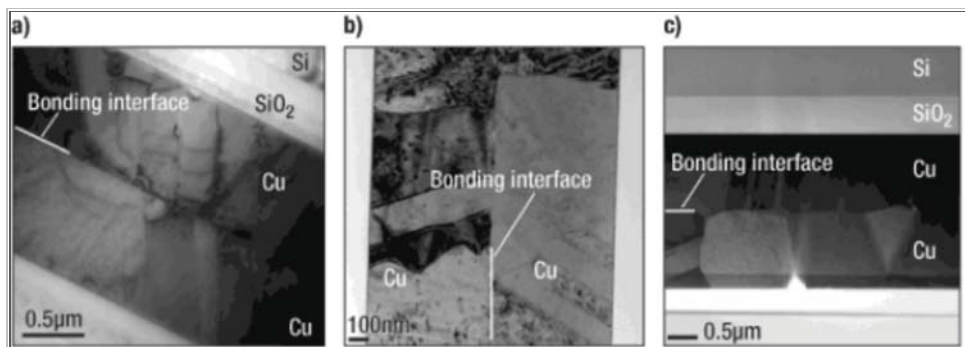 a)
Si
SiO₂
Bonding interface
Cu
Cu
0.5µm
b)
Bonding interface
Cu
Cu
100nm
c)
Si
SiO₂
Cu
Bonding interface
Cu
0.5µm